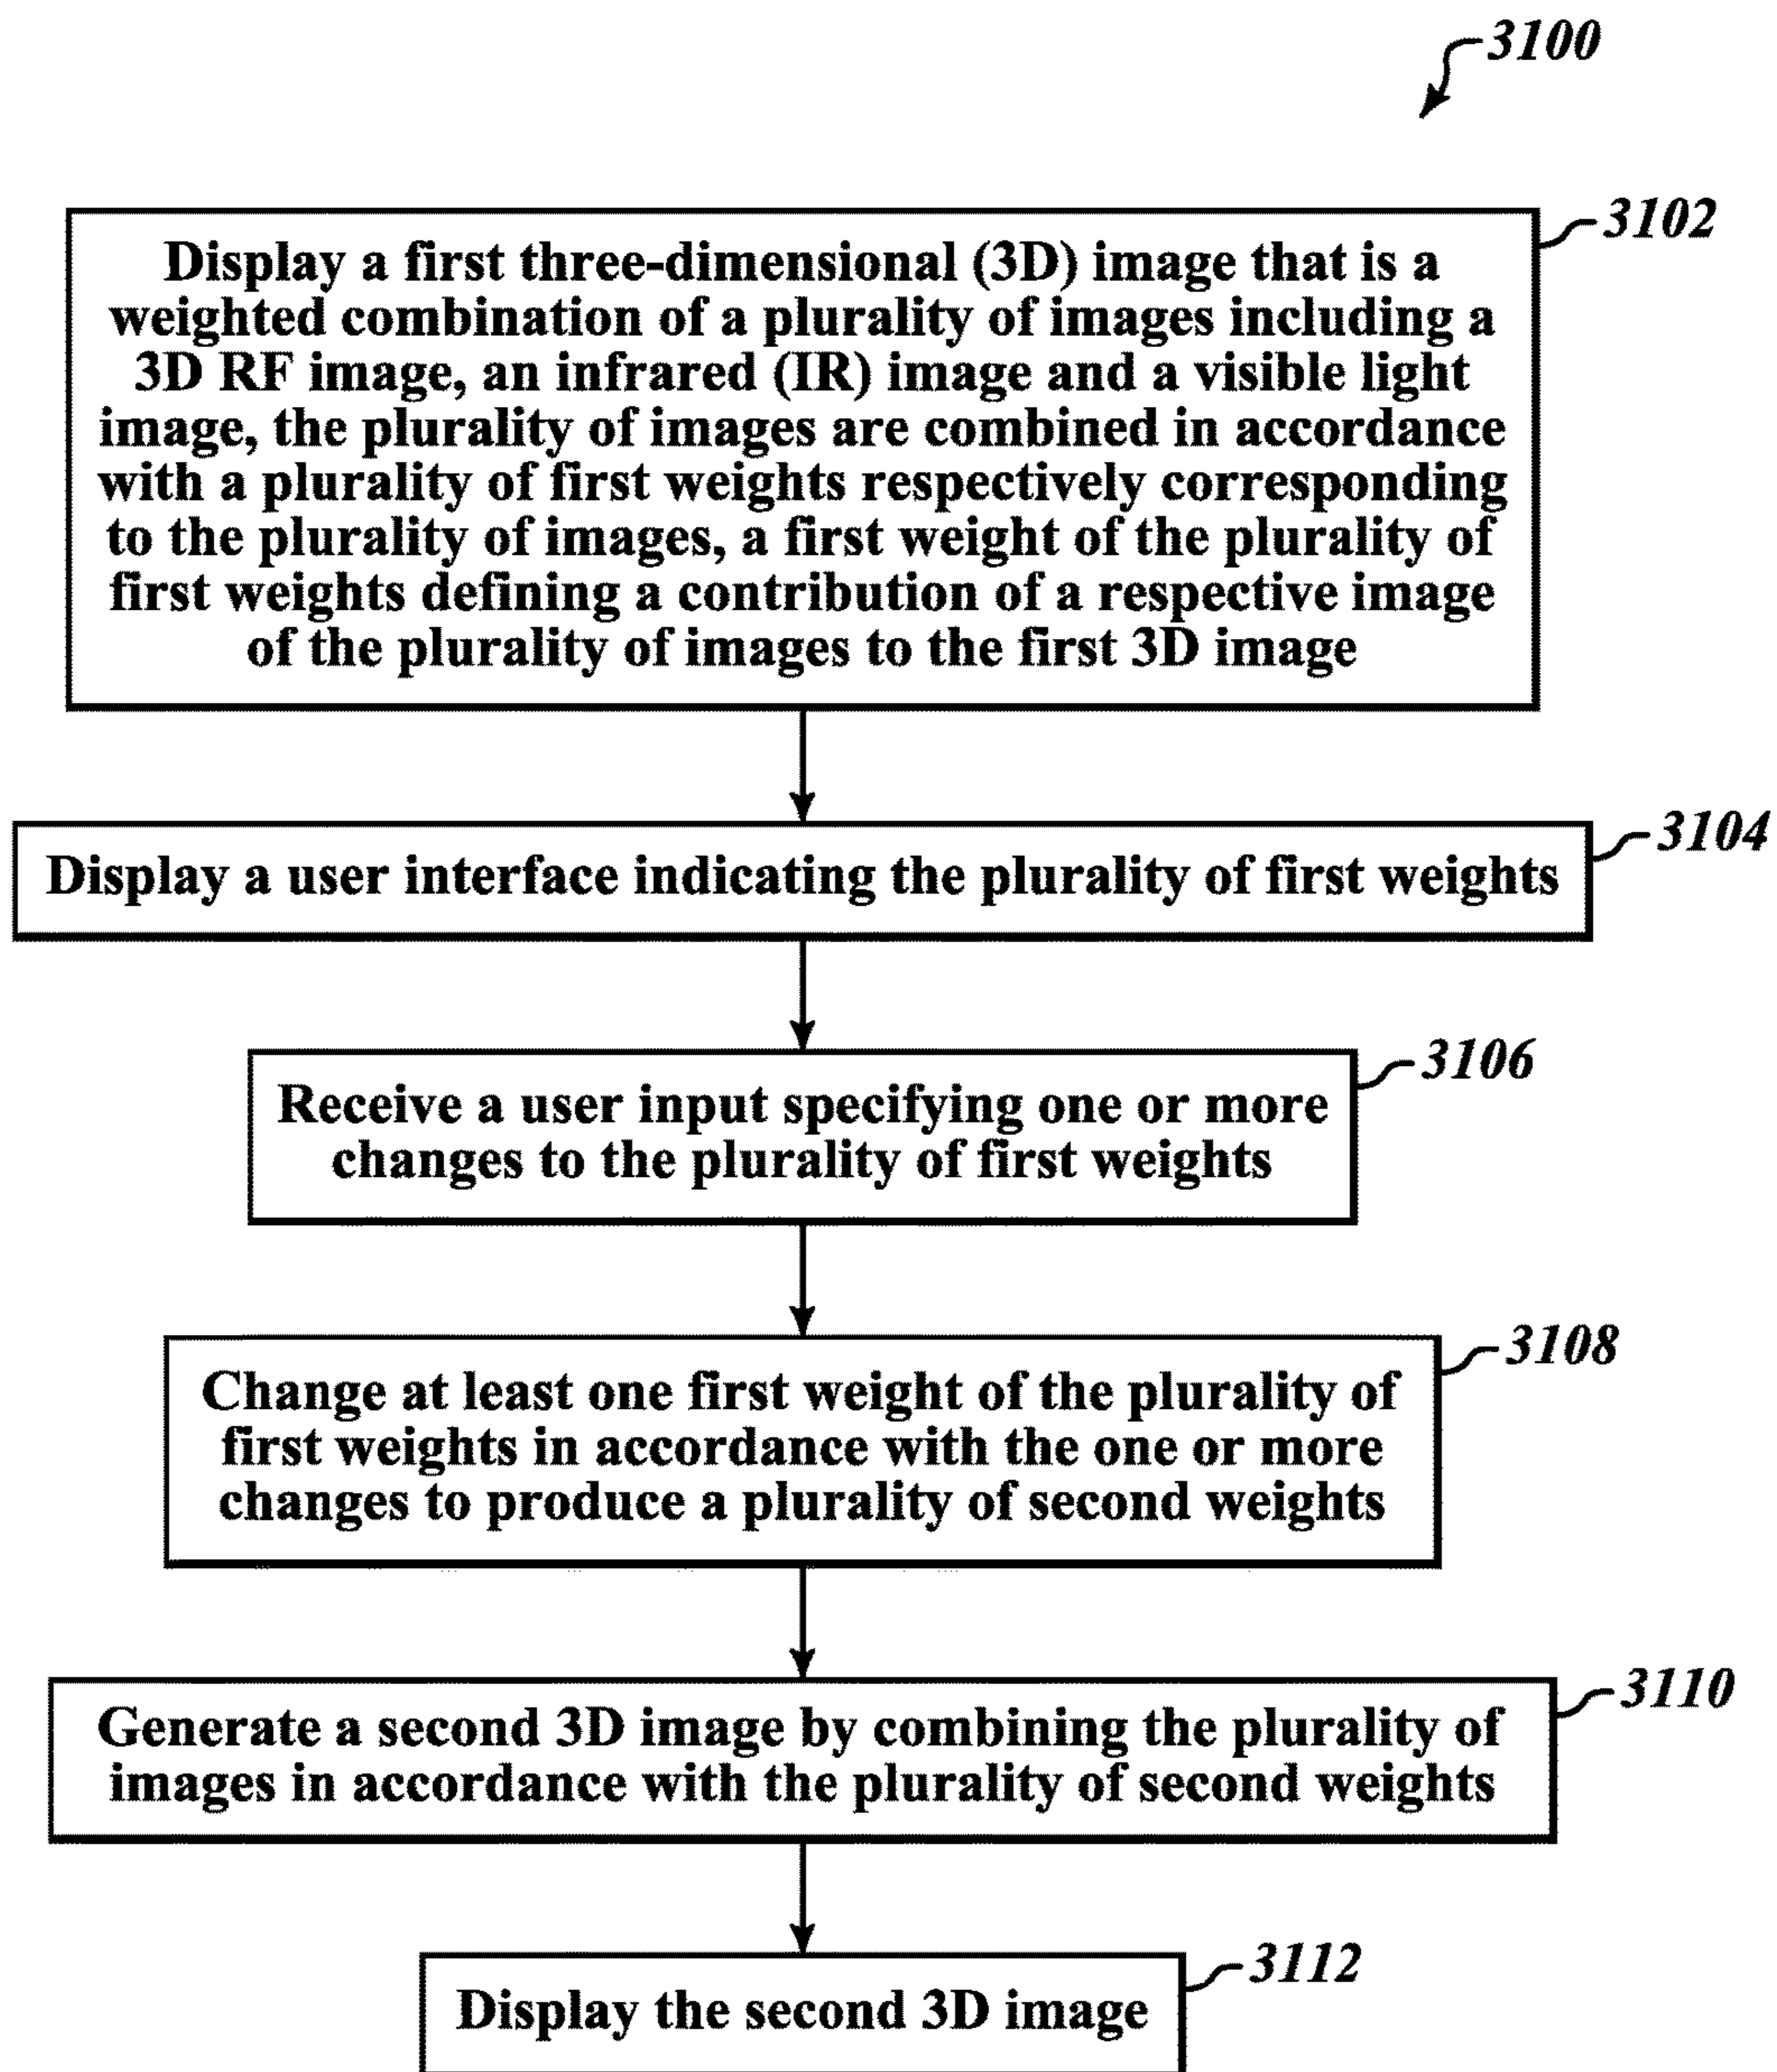 3100
3102
Display a first three-dimensional (3D) image that is a
weighted combination of a plurality of images including a
3D RF image, an infrared (IR) image and a visible light
image, the plurality of images are combined in accordance
with a plurality of first weights respectively corresponding
to the plurality of images, a first weight of the plurality of
first weights defining a contribution of a respective image
of the plurality of images to the first 3D image
3104
Display a user interface indicating the plurality of first weights
3106
Receive a user input specifying one or more
changes to the plurality of first weights
3108
Change at least one first weight of the plurality of
first weights in accordance with the one or more
changes to produce a plurality of second weights
3110
Generate a second 3D image by combining the plurality of
images in accordance with the plurality of second weights
3112
Display the second 3D image